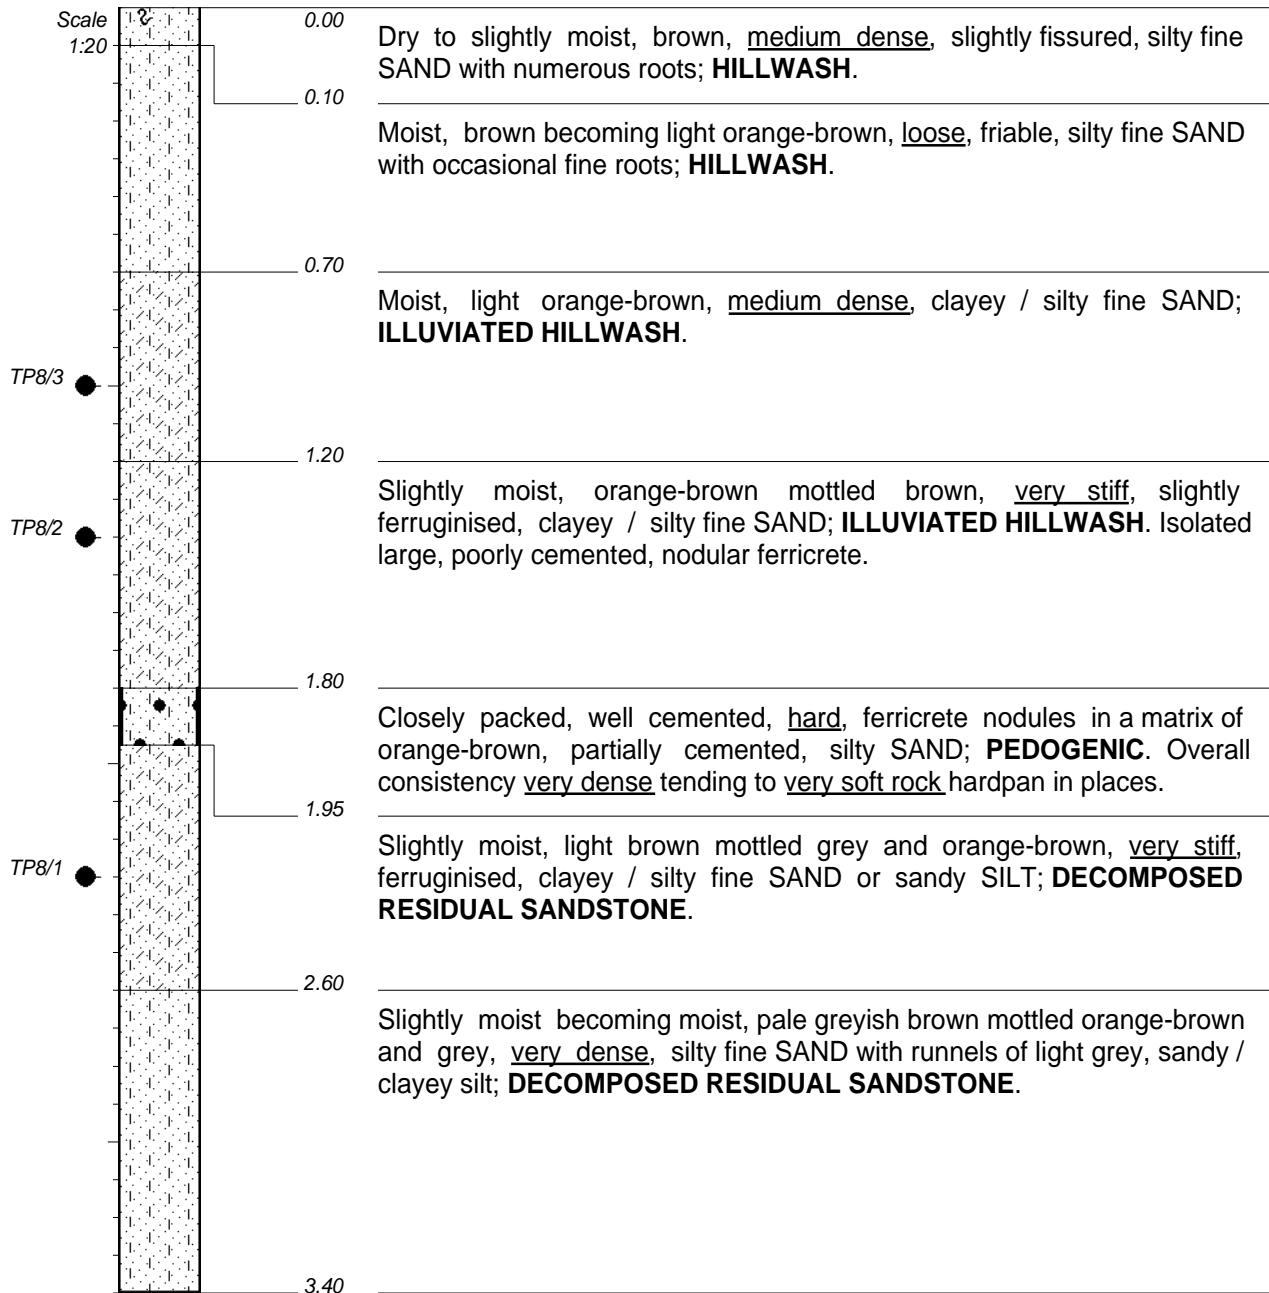 Scale
1:20
0.00
Dry to slightly moist, brown, medium dense, slightly fissured, silty fine
SAND with numerous roots; HILLWASH.
0.10
Moist, brown becoming light orange-brown, loose, friable, silty fine SAND
with occasional fine roots; HILLWASH.
0.70
Moist, light orange-brown, medium dense, clayey / silty fine SAND;
ILLUVIATED HILLWASH.
TP8/3
1.20
Slightly moist, orange-brown mottled brown, very stiff, slightly
ferruginised, clayey / silty fine SAND; ILLUVIATED HILLWASH. Isolated
large, poorly cemented, nodular ferricrete.
TP8/2
1.80
Closely packed, well cemented, hard, ferricrete nodules in a matrix of
orange-brown, partially cemented, silty SAND; PEDOGENIC. Overall
consistency very dense tending to very soft rock hardpan in places.
1.95
Slightly moist, light brown mottled grey and orange-brown, very stiff,
ferruginised, clayey / silty fine SAND or sandy SILT; DECOMPOSED
RESIDUAL SANDSTONE.
TP8/1
2.60
Slightly moist becoming moist, pale greyish brown mottled orange-brown
and grey, very dense, silty fine SAND with runnels of light grey, sandy /
clayey silt; DECOMPOSED RESIDUAL SANDSTONE.
3.40